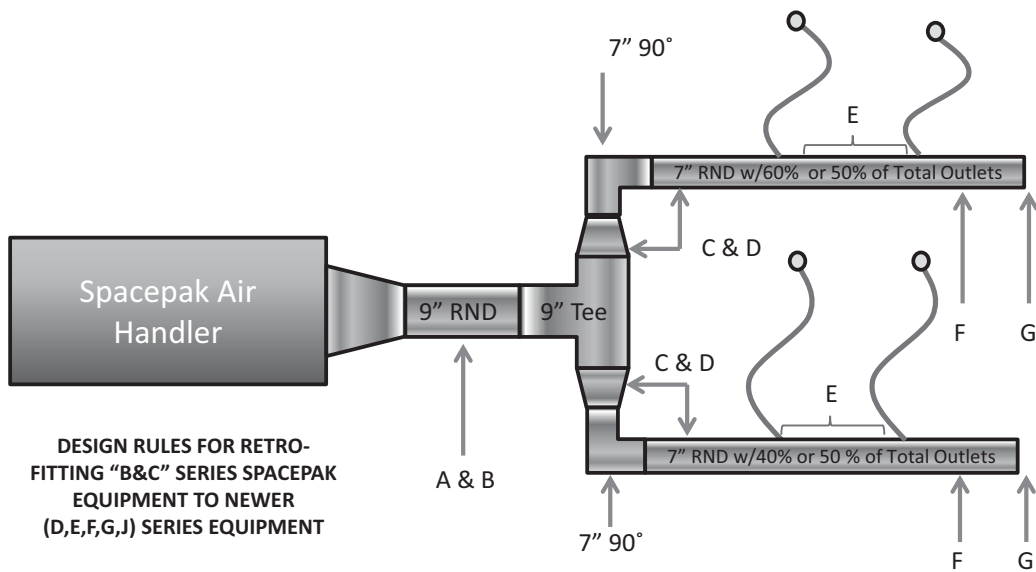 7” 90˚
E
7” RND w/60% or 50% of Total Outlets
C & D
Spacepak Air
Handler
9” RND
9” Tee
F
G
C & D
E
DESIGN RULES FOR RETRO-
FITTING “B&C” SERIES SPACEPAK
EQUIPMENT TO NEWER
(D,E,F,G,J) SERIES EQUIPMENT
A & B
7” RND w/40% or 50 % of Total Outlets
7” 90˚
F
G